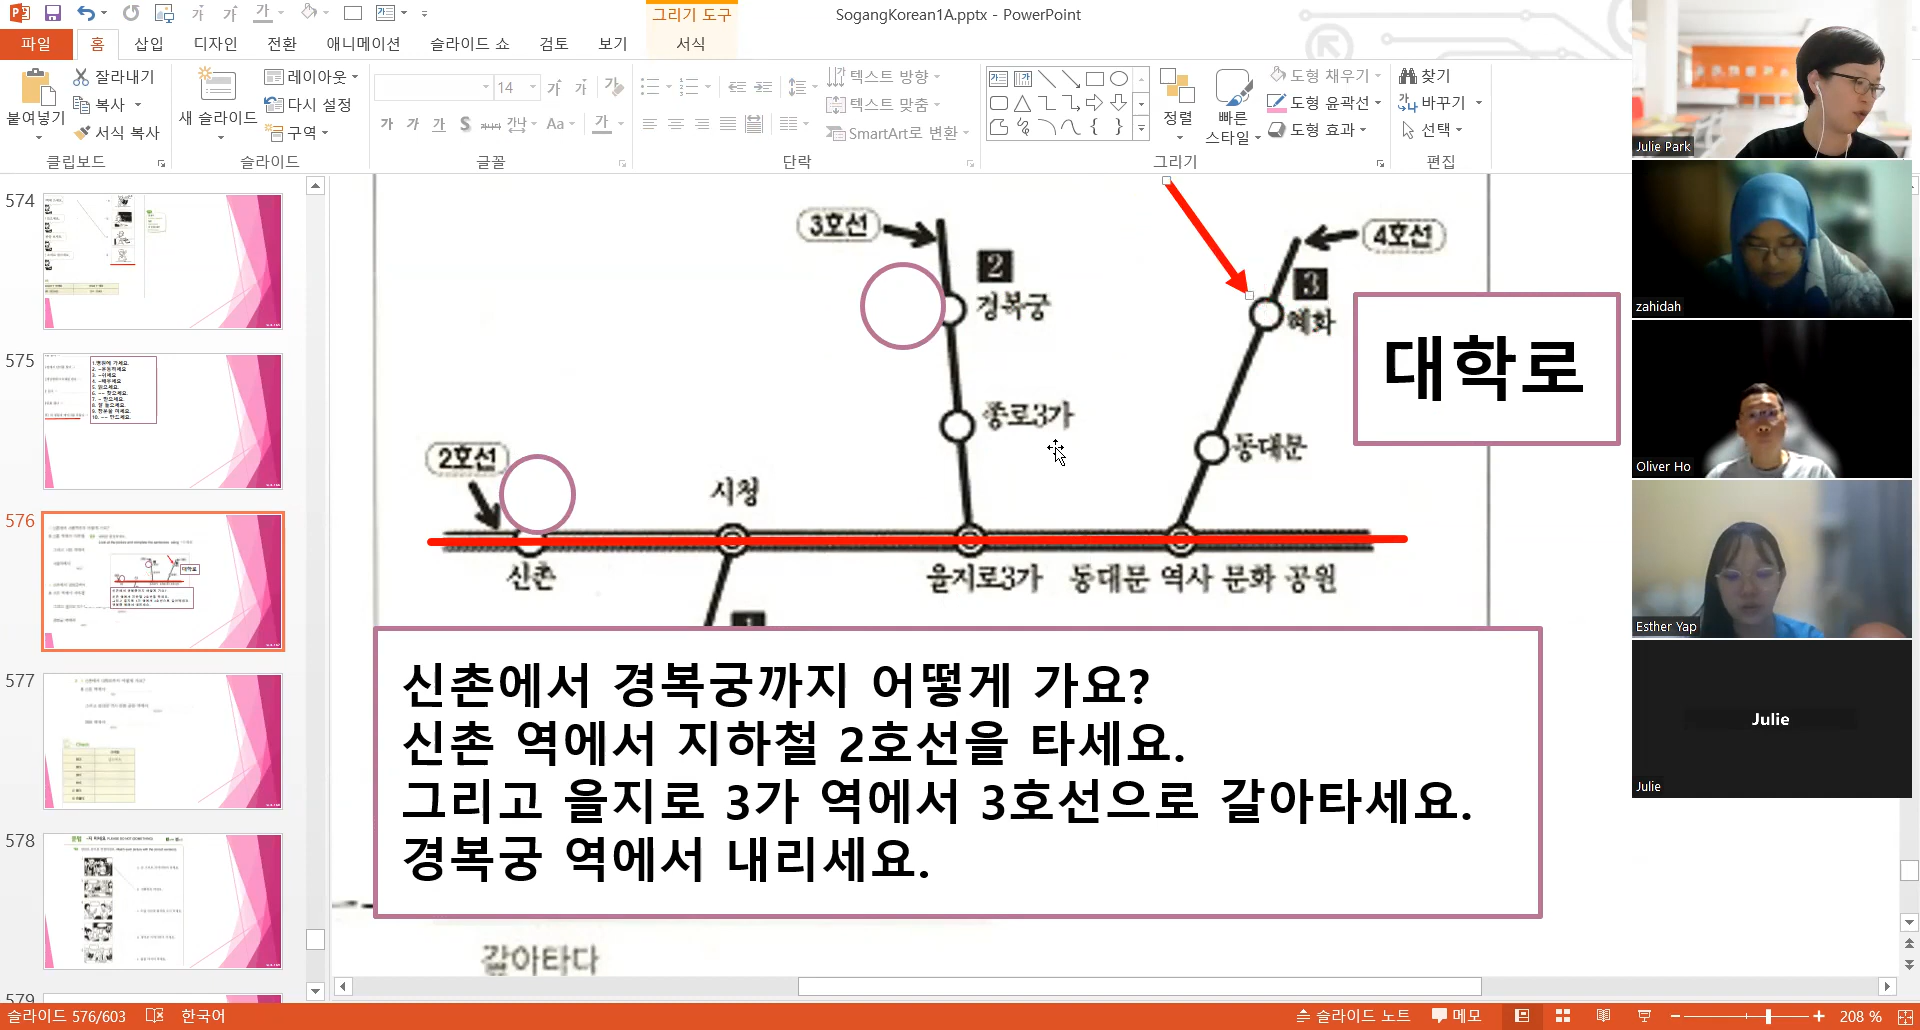 그리기 도구
SogangKorean1A.pptx - PowerPoint
파일
홈
삽입
디자인
전환
애니메이션
슬라이드 쇼
검토
보기
서식
붙여넣기
잘라내기
복사
서식 복사
클립보드
새 슬라이드
레이아웃
다시 설정
구역
슬라이드
14
글꼴
텍스트 방향
텍스트 맞춤
SmartArt로 변환
단락
정렬
빠른 스타일
도형 채우기
도형 윤곽선
도형 효과
그리기
찾기
바꾸기
선택
편집
574
575
576
577
578
579
3호선
2
경복궁
종로3가
4호선
3
혜화
동대문
대학로
2호선
시청
신촌
을지로3가
동대문 역사 문화 공원
1
신촌에서 경복궁까지 어떻게 가요?
신촌 역에서 지하철 2호선을 타세요.
그리고 을지로 3가 역에서 3호선으로 갈아타세요.
경복궁 역에서 내리세요.
갈아타다
Julie Park
zahidah
Oliver Ho
Esther Yap
Julie
Julie
슬라이드 576/603
한국어
슬라이드 노트
메모
208 %